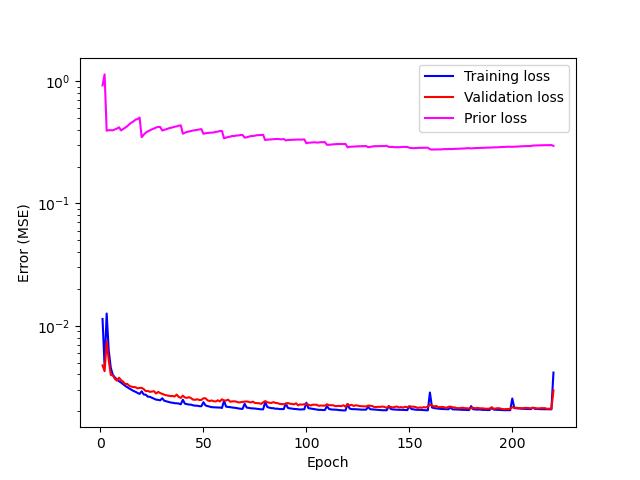 Training loss
Validation loss
Prior loss
10⁰
10⁻¹
10⁻²
Error (MSE)
0 50 100 150 200
Epoch